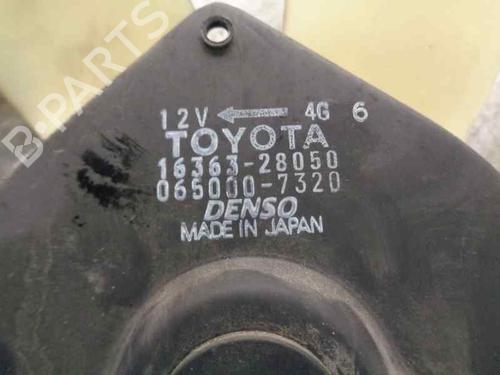 B-PARTS
12V ← 4G 6
TOYOTA
16363-28050
065000-7320
DENSO
MADE IN JAPAN